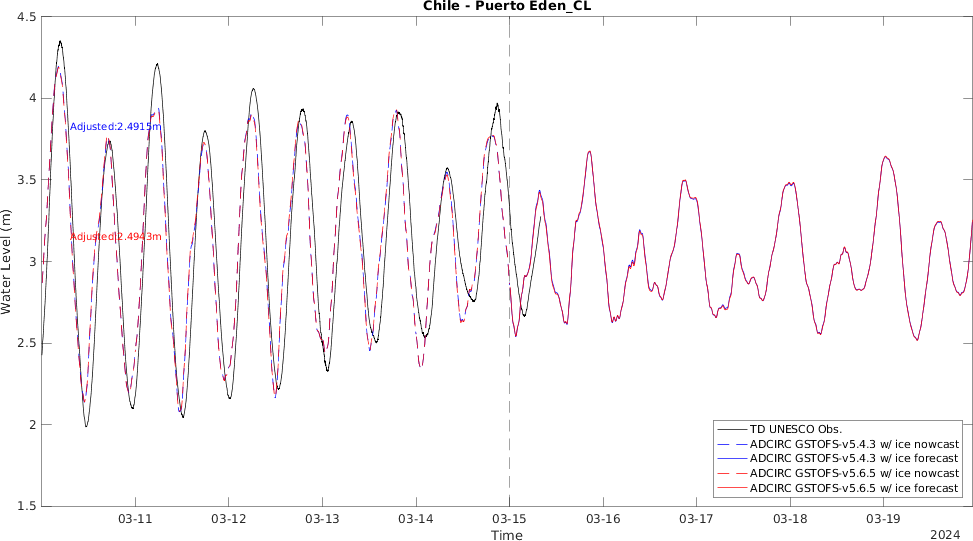 Chile - Puerto Eden_CL
4.5
4
3.5
3
2.5
2
1.5
Water Level (m)
Adjusted:2.4915m
Adjusted:2.4943m
TD UNESCO Obs.
ADCIRC GSTOFS-v5.4.3 w/ ice nowcast
ADCIRC GSTOFS-v5.4.3 w/ ice forecast
ADCIRC GSTOFS-v5.6.5 w/ ice nowcast
ADCIRC GSTOFS-v5.6.5 w/ ice forecast
03-11 03-12 03-13 03-14 03-15 03-16 03-17 03-18 03-19
Time
2024